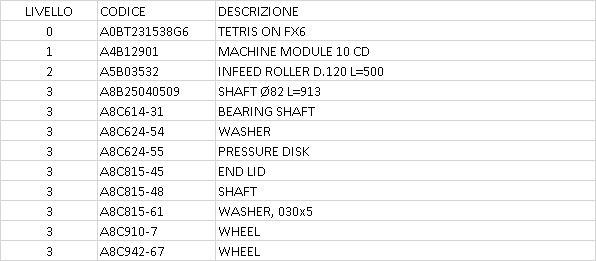 LIVELLO CODICE DESCRIZIONE
0 A0BT231538G6 TETRIS ON FX6
1 A4B12901 MACHINE MODULE 10 CD
2 A5B03532 INFEED ROLLER D.120 L=500
3 A8B25040509 SHAFT Ø82 L=913
3 A8C614-31 BEARING SHAFT
3 A8C624-54 WASHER
3 A8C624-55 PRESSURE DISK
3 A8C815-45 END LID
3 A8C815-48 SHAFT
3 A8C815-61 WASHER, 030x5
3 A8C910-7 WHEEL
3 A8C942-67 WHEEL